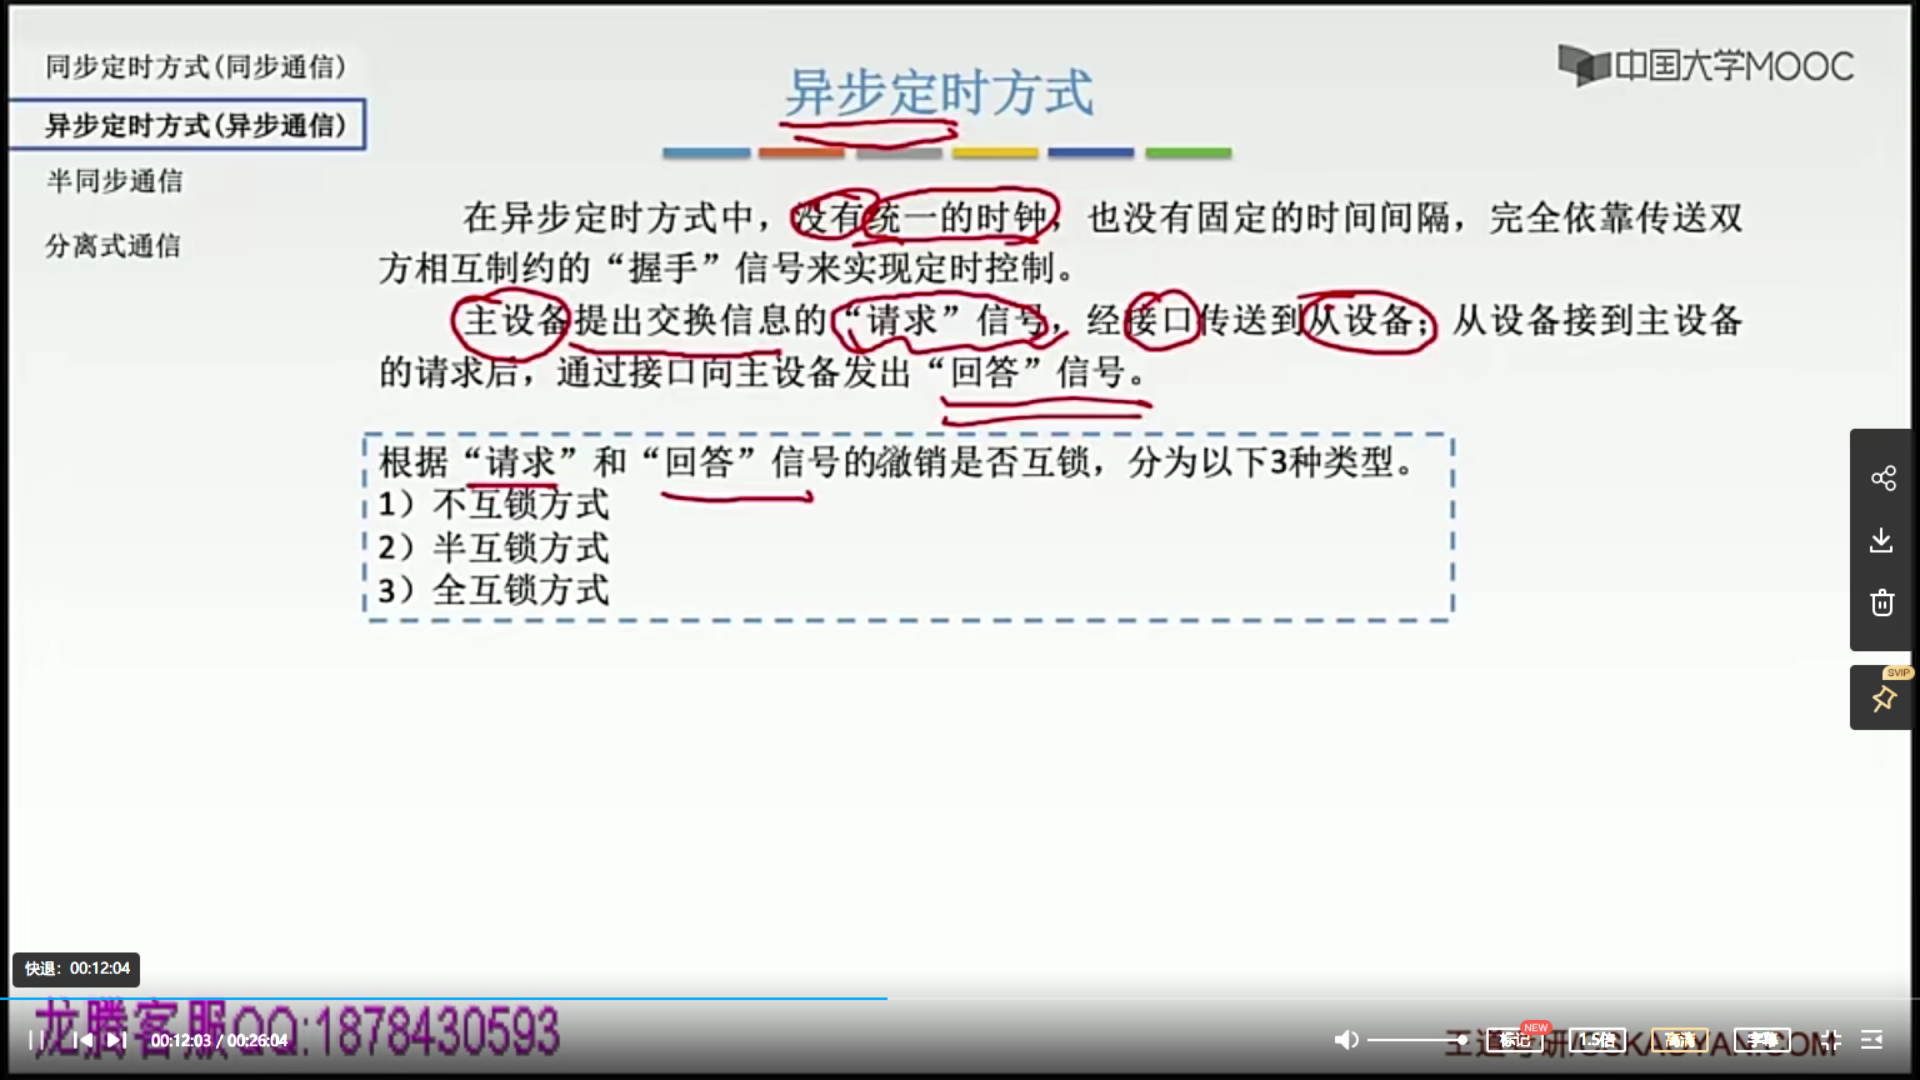 同步定时方式(同步通信)
异步定时方式(异步通信)
半同步通信
分离式通信
异步定时方式
中国大学MOOC
在异步定时方式中，没有统一的时钟，也没有固定的时间间隔，完全依靠传送双
方相互制约的“握手”信号来实现定时控制。
主设备提出交换信息的“请求”信号，经接口传送到从设备；从设备接到主设备
的请求后，通过接口向主设备发出“回答”信号。
根据“请求”和“回答”信号的撤销是否互锁，分为以下3种类型。
1）不互锁方式
2）半互锁方式
3）全互锁方式
SVIP
快退：00:12:04
龙腾客服QQ:1878430593
00:12:03 / 00:26:04
王道考研/CSKAOYAN.COM
NEW
标记
1.5倍
高清
字幕